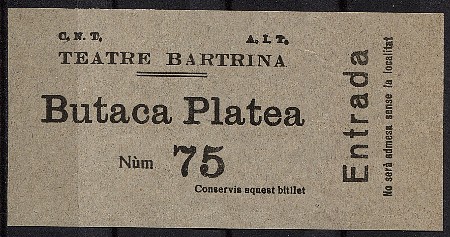 C. N. T. A. I. T.
TEATRE BARTRINA
Butaca Platea
Núm 75
Conservis aquest bitllet
Entrada
No serà admesa sense la localitat